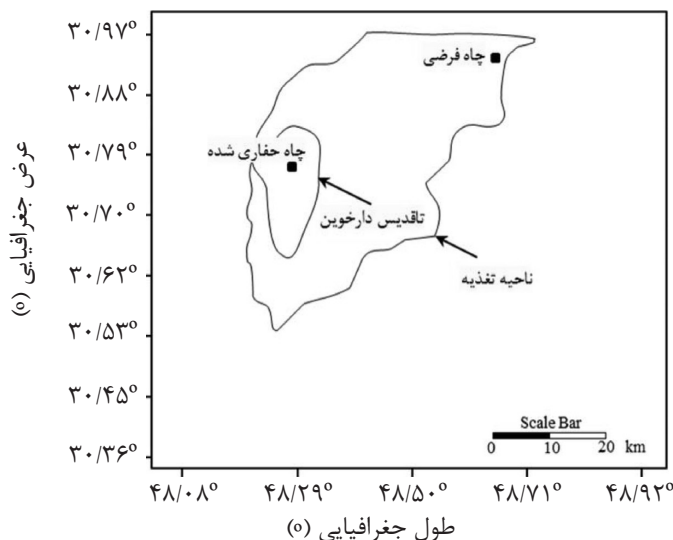 عرض جغرافیایی (o)
۳۰/۹۷°
۳۰/۸۸°
۳۰/۷۹°
۳۰/۷۰°
۳۰/۶۲°
۳۰/۵۳°
۳۰/۴۵°
۳۰/۳۶°
چاه فرضی
چاه حفاری شده
تاقدیس دارخوین
ناحیه تغذیه
Scale Bar
0 10 20 km
۴۸/۰۸° ۴۸/۲۹° ۴۸/۵۰° ۴۸/۷۱° ۴۸/۹۲°
طول جغرافیایی (o)